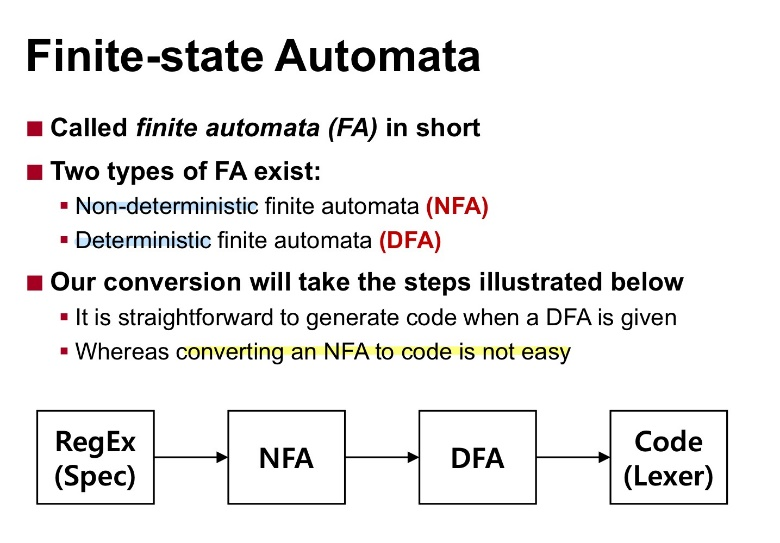 Finite-state Automata
Called finite automata (FA) in short
Two types of FA exist:
Non-deterministic finite automata (NFA)
Deterministic finite automata (DFA)
Our conversion will take the steps illustrated below
It is straightforward to generate code when a DFA is given
Whereas converting an NFA to code is not easy
RegEx
(Spec)
NFA
DFA
Code
(Lexer)